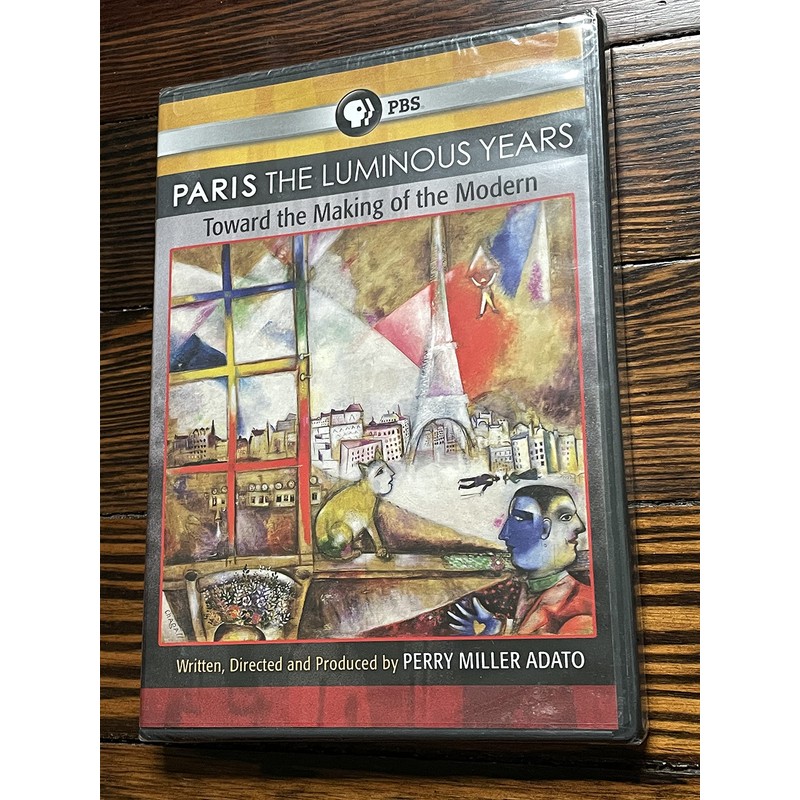 PBS
PARIS THE LUMINOUS YEARS
Toward the Making of the Modern
Written, Directed and Produced by PERRY MILLER ADATO